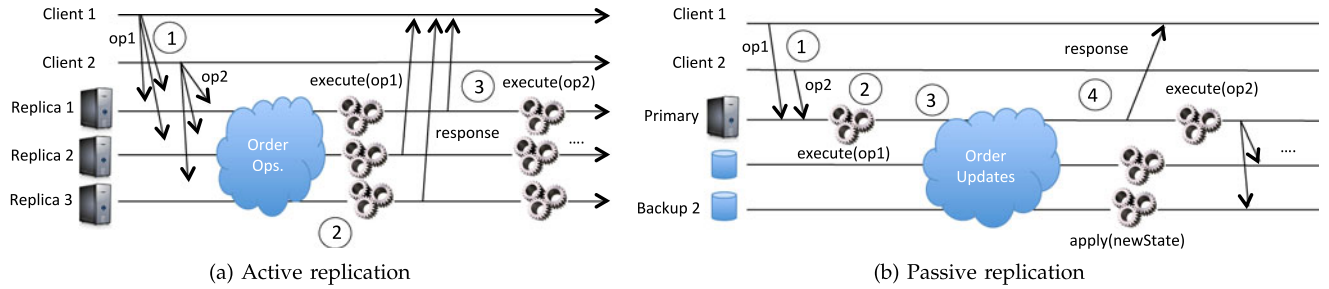 Client 1
op1
1
Client 2
op2
execute(op1)
3
execute(op2)
Replica 1
Order
Ops.
response
Replica 2
....
Replica 3
2
(a) Active replication
Client 1
op1
1
response
Client 2
op2
2
3
4
execute(op2)
Primary
execute(op1)
Order
Updates
....
Backup 2
apply(newState)
(b) Passive replication